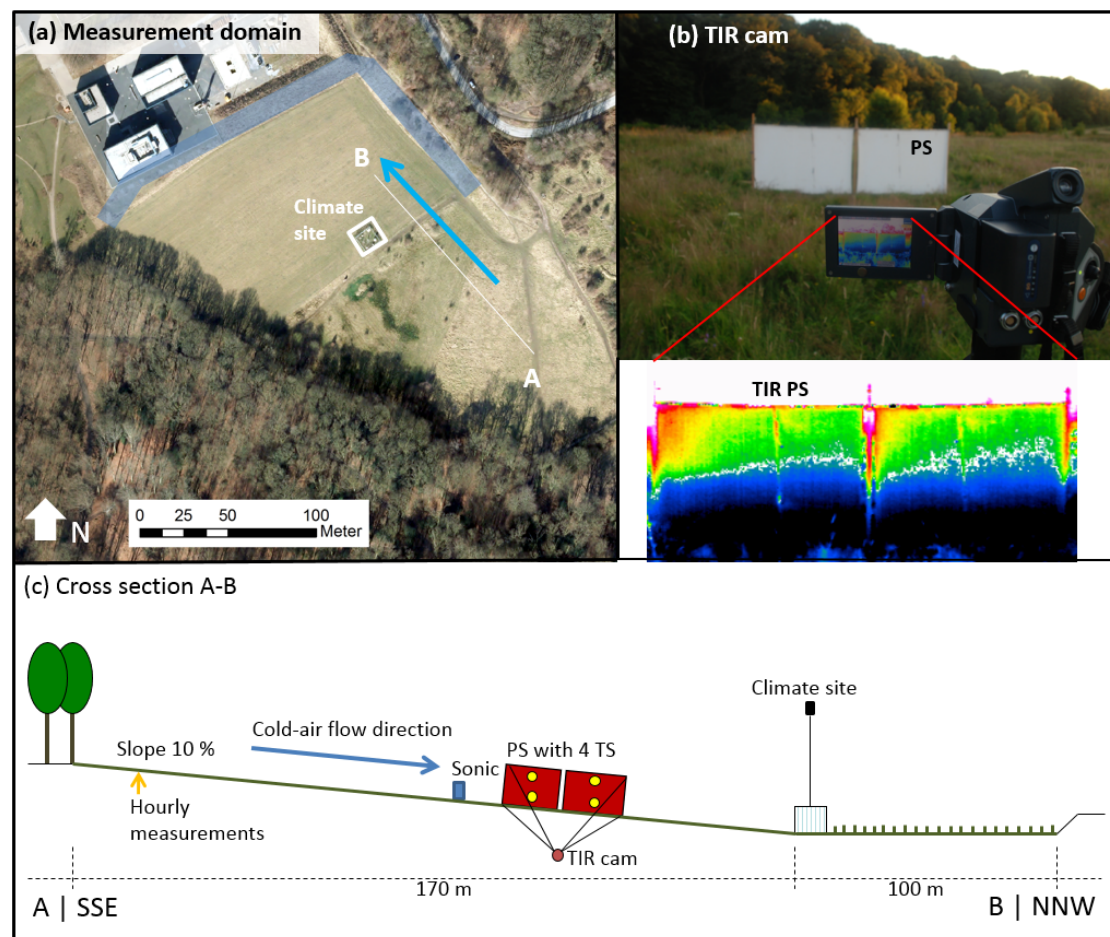 (a) Measurement domain
B
Climate
site
A
N
0 25 50 100
Meter
(b) TIR cam
PS
TIR PS
(c) Cross section A-B
Climate site
Cold-air flow direction
PS with 4 TS
Slope 10 %
Sonic
Hourly
measurements
TIR cam
170 m
100 m
A | SSE
B | NNW